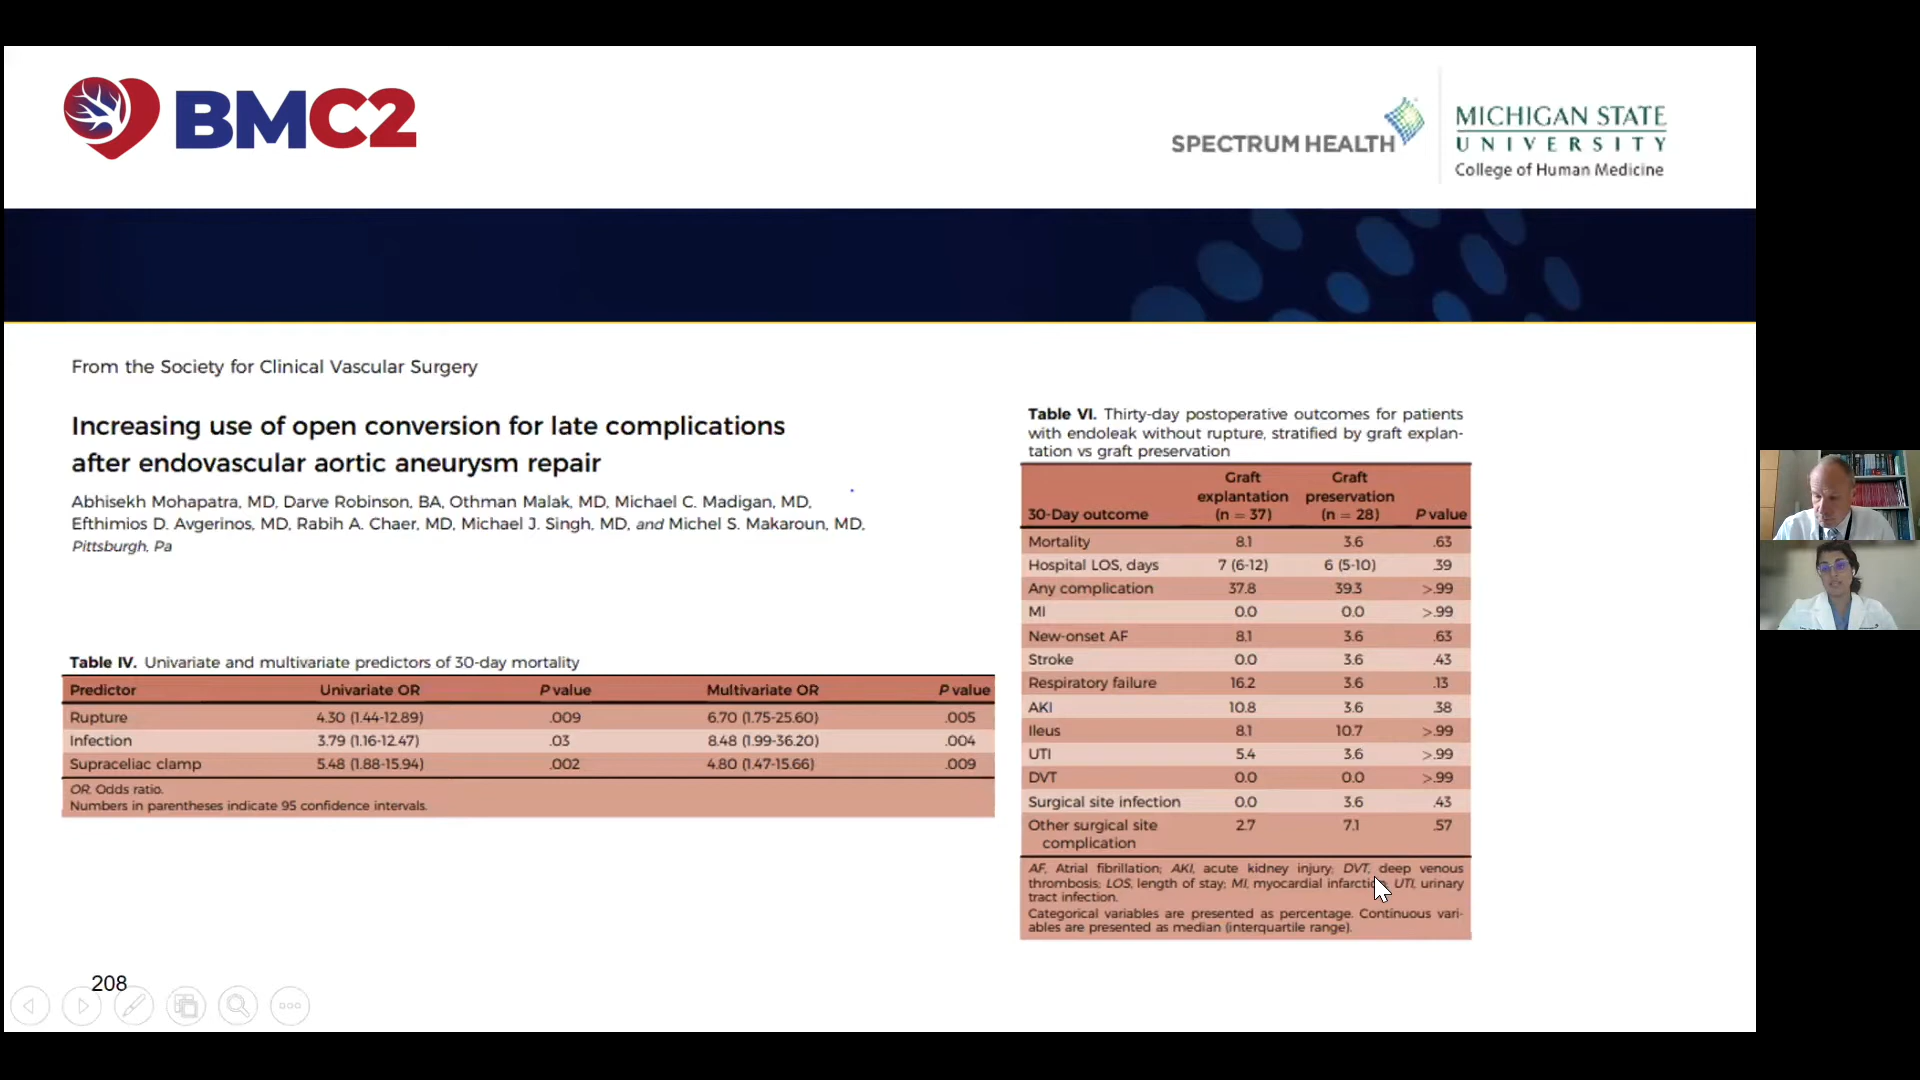 BMC2
SPECTRUM HEALTH
MICHIGAN STATE
UNIVERSITY
College of Human Medicine
From the Society for Clinical Vascular Surgery
Increasing use of open conversion for late complications
after endovascular aortic aneurysm repair
Abhisekh Mohapatra, MD, Darve Robinson, BA, Othman Malak, MD, Michael C. Madigan, MD,
Efthimios D. Avgerinos, MD, Rabih A. Chaer, MD, Michael J. Singh, MD, and Michel S. Makaroun, MD,
Pittsburgh, Pa
Table IV. Univariate and multivariate predictors of 30-day mortality
Predictor Univariate OR P value Multivariate OR P value
Rupture 4.30 (1.44-12.89) .009 6.70 (1.75-25.60) .005
Infection 3.79 (1.16-12.47) .03 8.48 (1.99-36.20) .004
Supraceliac clamp 5.48 (1.88-15.94) .002 4.80 (1.47-15.66) .009
OR. Odds ratio.
Numbers in parentheses indicate 95 confidence intervals.
Table VI. Thirty-day postoperative outcomes for patients
with endoleak without rupture, stratified by graft explan-
tation vs graft preservation
Graft Graft
explantation preservation
30-Day outcome (n = 37) (n = 28) P value
Mortality 8.1 3.6 .63
Hospital LOS, days 7 (6-12) 6 (5-10) .39
Any complication 37.8 39.3 >.99
MI 0.0 0.0 >.99
New-onset AF 8.1 3.6 .63
Stroke 0.0 3.6 .43
Respiratory failure 16.2 3.6 .13
AKI 10.8 3.6 .38
Ileus 8.1 10.7 >.99
UTI 5.4 3.6 >.99
DVT 0.0 0.0 >.99
Surgical site infection 0.0 3.6 .43
Other surgical site 2.7 7.1 .57
complication
AF, Atrial fibrillation; AKI, acute kidney injury; DVT, deep venous
thrombosis; LOS, length of stay; MI, myocardial UTI, urinary
tract infection.
Categorical variables are presented as percentage. Continuous vari-
ables are presented as median (interquartile range).
208